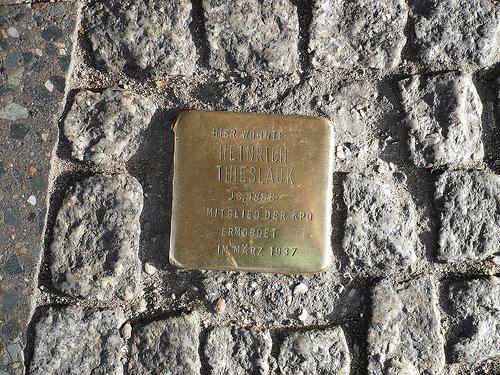 HIER WOHNTE
HEINRICH
THIESLAUK
JG.1888
MITGLIED DER KPD
ERMORDET
IM MÄRZ 1937